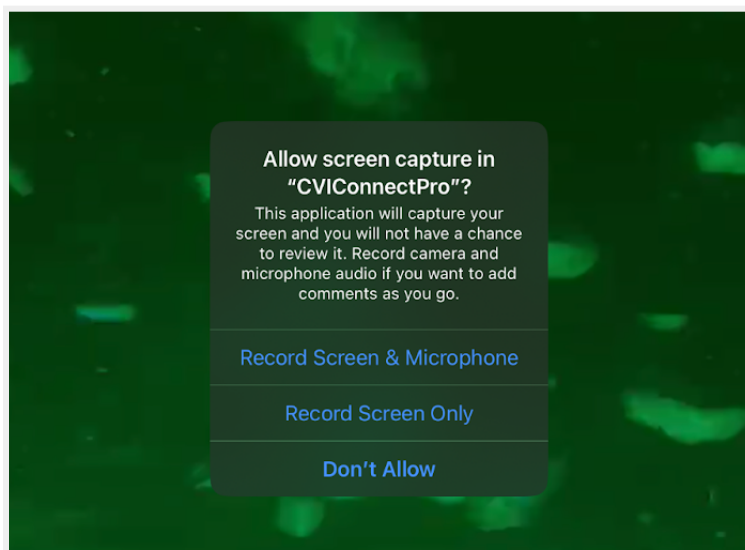 Allow screen capture in
“CVIConnectPro”?
This application will capture your
screen and you will not have a chance
to review it. Record camera and
microphone audio if you want to add
comments as you go.
Record Screen & Microphone
Record Screen Only
Don’t Allow